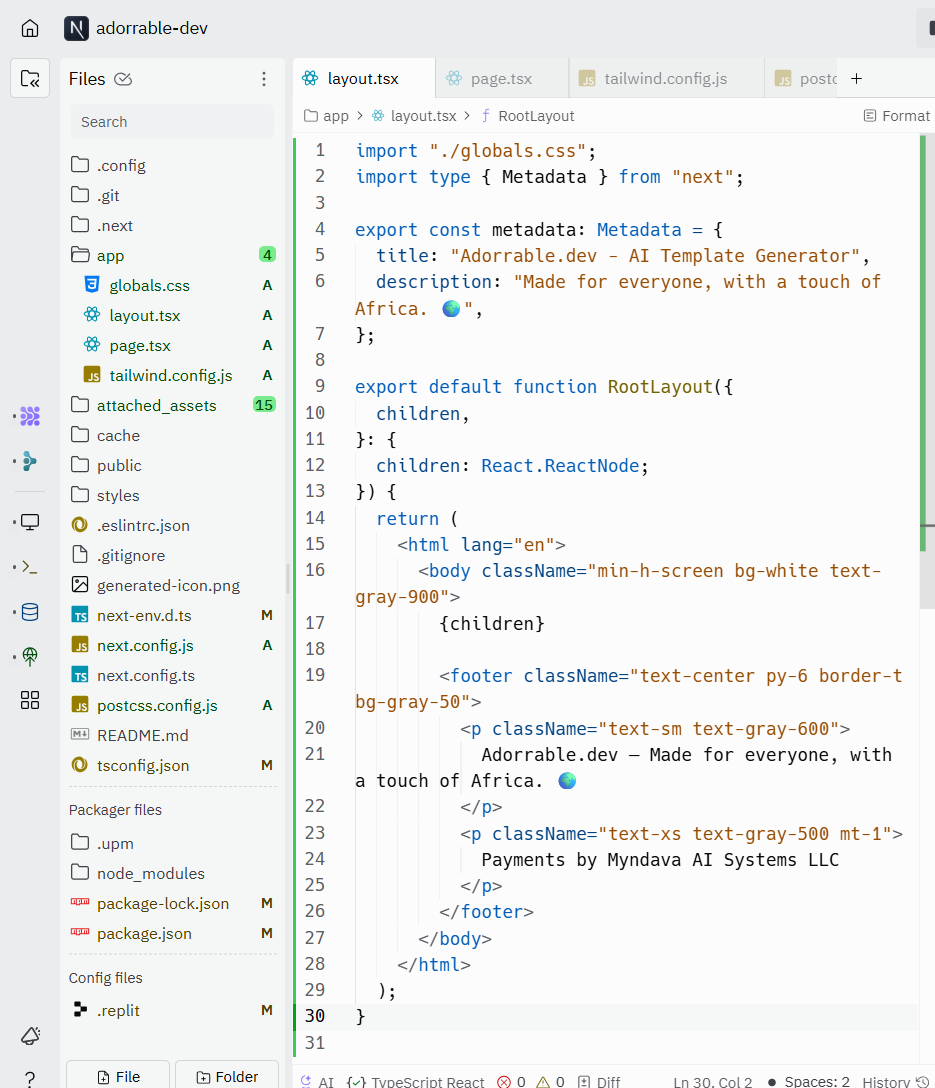 adorrable-dev
Files
Search
.config
.git
.next
app 4
globals.css A
layout.tsx A
page.tsx A
JS tailwind.config.js A
attached_assets 15
cache
public
styles
.eslintrc.json
.gitignore
generated-icon.png
TS next-env.d.ts M
JS next.config.js A
TS next.config.ts
JS postcss.config.js A
README.md
tsconfig.json M
Packager files
.upm
node_modules
package-lock.json M
package.json M
Config files
.replit M
File Folder
layout.tsx page.tsx JS tailwind.config.js JS postc +
app > layout.tsx > f RootLayout Format
1 import "./globals.css";
2 import type { Metadata } from "next";
3
4 export const metadata: Metadata = {
5 title: "Adorrable.dev - AI Template Generator",
6 description: "Made for everyone, with a touch of
Africa. 🌍",
7 };
8
9 export default function RootLayout({
10 children,
11 }: {
12 children: React.ReactNode;
13 }) {
14 return (
15 <html lang="en">
16 <body className="min-h-screen bg-white text-
gray-900">
17 {children}
18
19 <footer className="text-center py-6 border-t
bg-gray-50">
20 <p className="text-sm text-gray-600">
21 Adorrable.dev — Made for everyone, with
a touch of Africa. 🌍
22 </p>
23 <p className="text-xs text-gray-500 mt-1">
24 Payments by Myndava AI Systems LLC
25 </p>
26 </footer>
27 </body>
28 </html>
29 );
30 }
31
AI {✓} TypeScript React 0 0 Diff Ln 30, Col 2 Spaces: 2 History